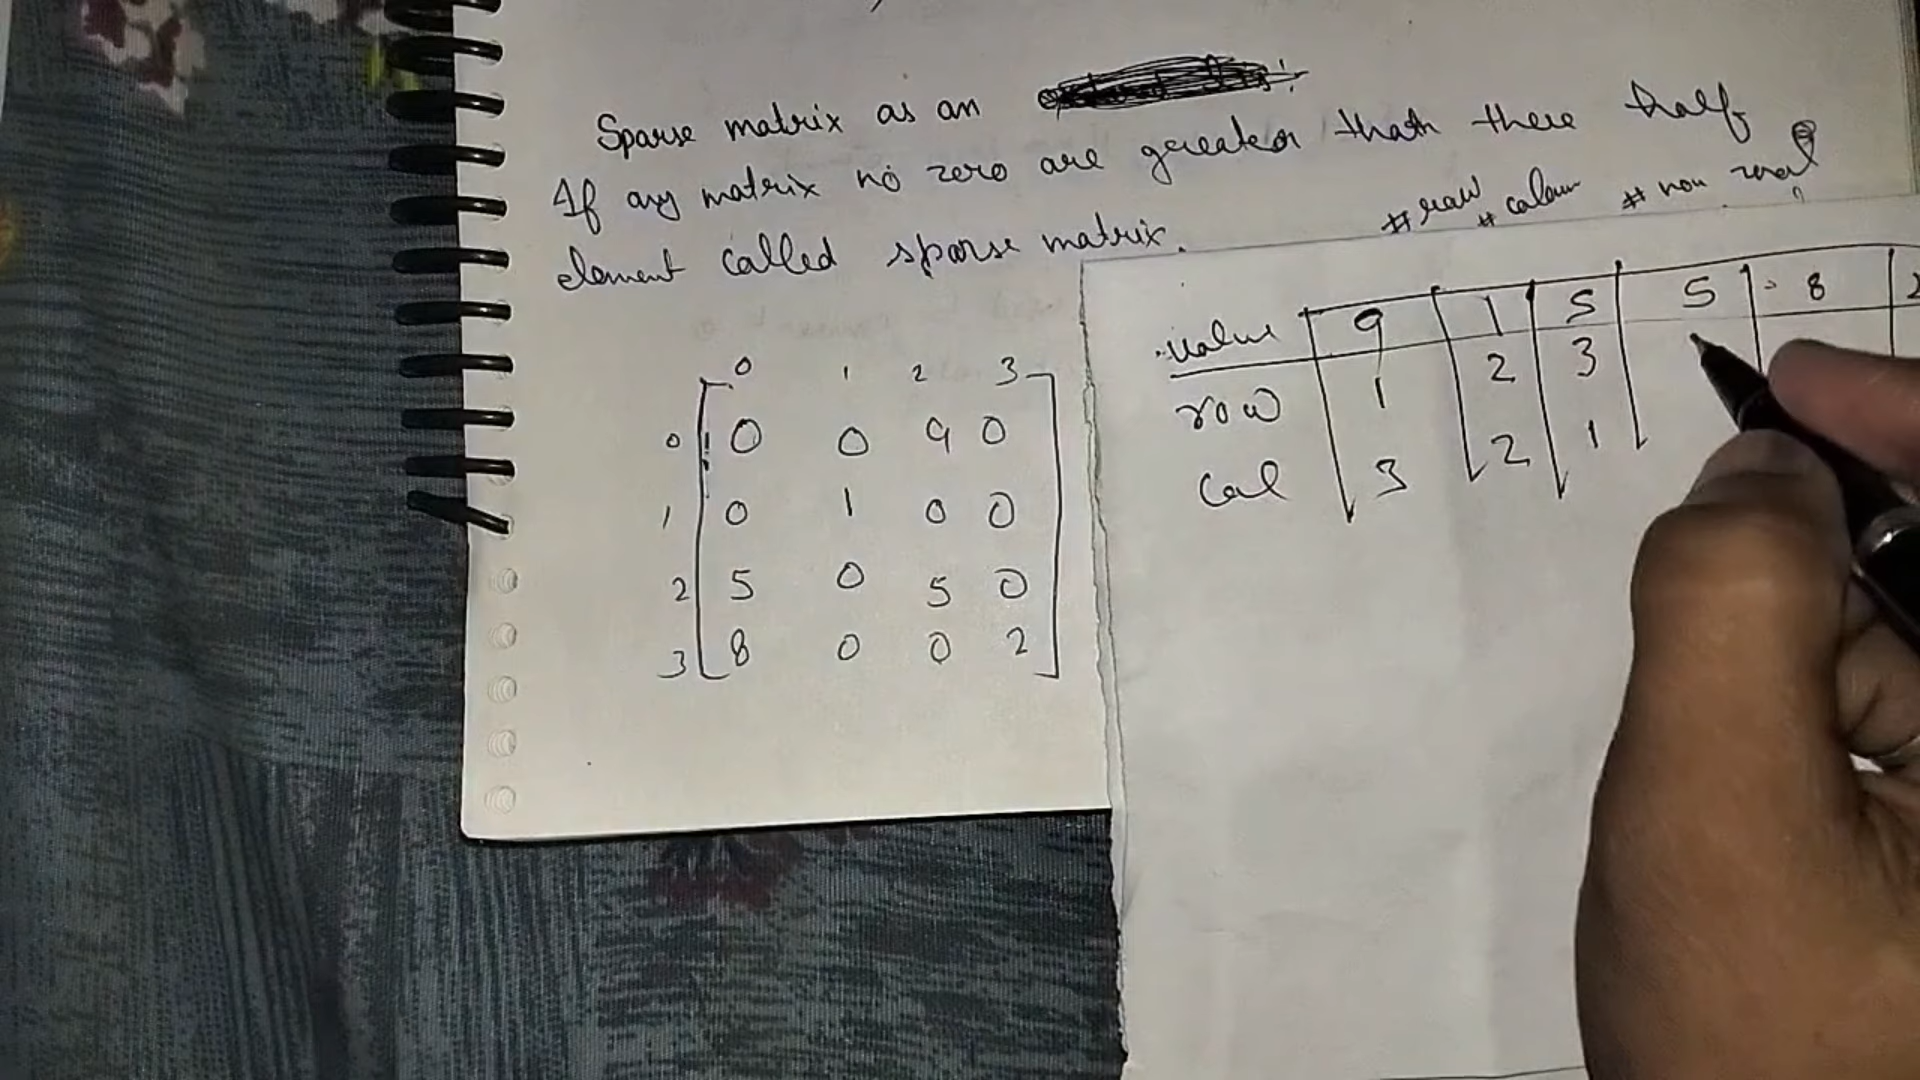 Sparse matrix as an
If any matrix no zero are gereater than there half
element called sparse matrix.
# raw # colum # non zeral
0 1 2 3
0 0 0 9 0
1 0 1 0 0
2 5 0 5 0
3 8 0 0 2
value 9 1 5 5 8 2
row 1 2 3
Col 3 2 1